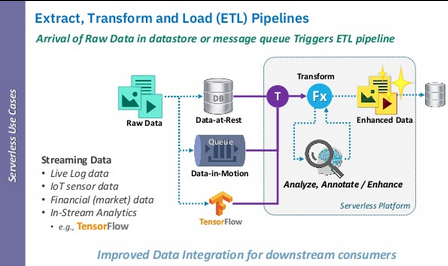 Extract, Transform and Load (ETL) Pipelines
Arrival of Raw Data in datastore or message queue Triggers ETL pipeline
Serverless Use Cases
Transform
DB
T
Fx
Raw Data
Data-at-Rest
Enhanced Data
Queue
Data-in-Motion
Streaming Data
• Live Log data
• IoT sensor data
• Financial (market) data
• In-Stream Analytics
• e.g., TensorFlow
TensorFlow
Analyze, Annotate / Enhance
Serverless Platform
Improved Data Integration for downstream consumers